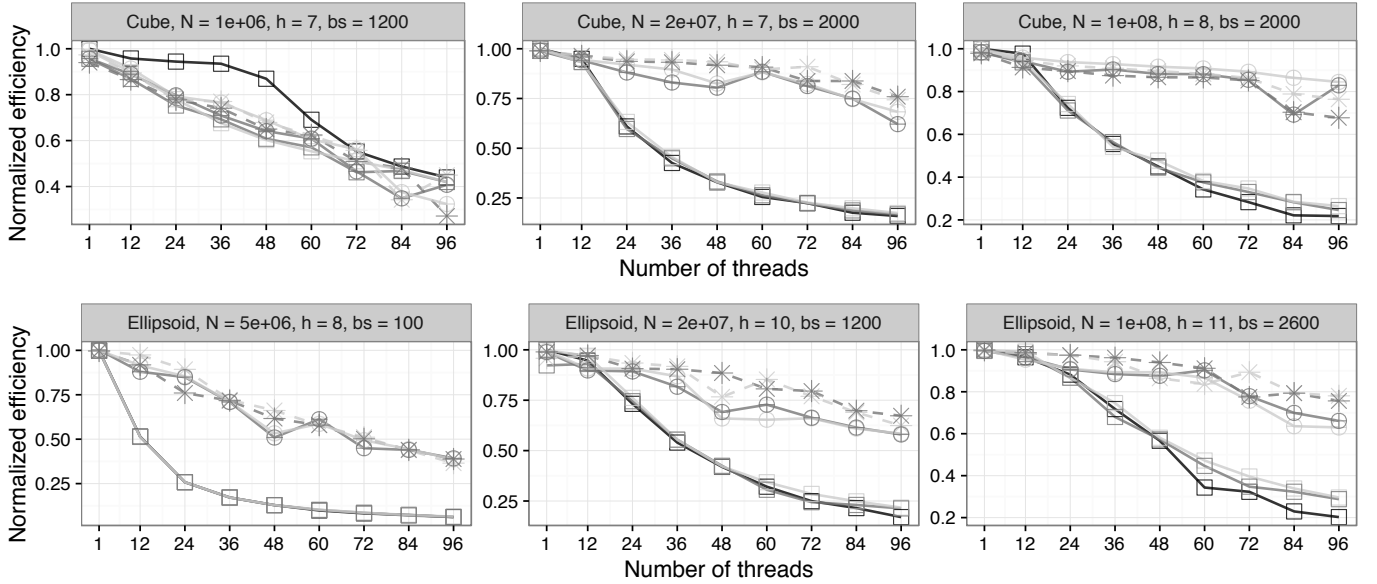 Cube, N = 1e+06, h = 7, bs = 1200
Cube, N = 2e+07, h = 7, bs = 2000
Cube, N = 1e+08, h = 8, bs = 2000
Normalized efficiency
1.0
0.8
0.6
0.4
1.00
0.75
0.50
0.25
1.0
0.8
0.6
0.4
0.2
1 12 24 36 48 60 72 84 96
1 12 24 36 48 60 72 84 96
1 12 24 36 48 60 72 84 96
Number of threads
Ellipsoid, N = 5e+06, h = 8, bs = 100
Ellipsoid, N = 2e+07, h = 10, bs = 1200
Ellipsoid, N = 1e+08, h = 11, bs = 2600
Normalized efficiency
1.00
0.75
0.50
0.25
1.00
0.75
0.50
0.25
1.0
0.8
0.6
0.4
0.2
1 12 24 36 48 60 72 84 96
1 12 24 36 48 60 72 84 96
1 12 24 36 48 60 72 84 96
Number of threads